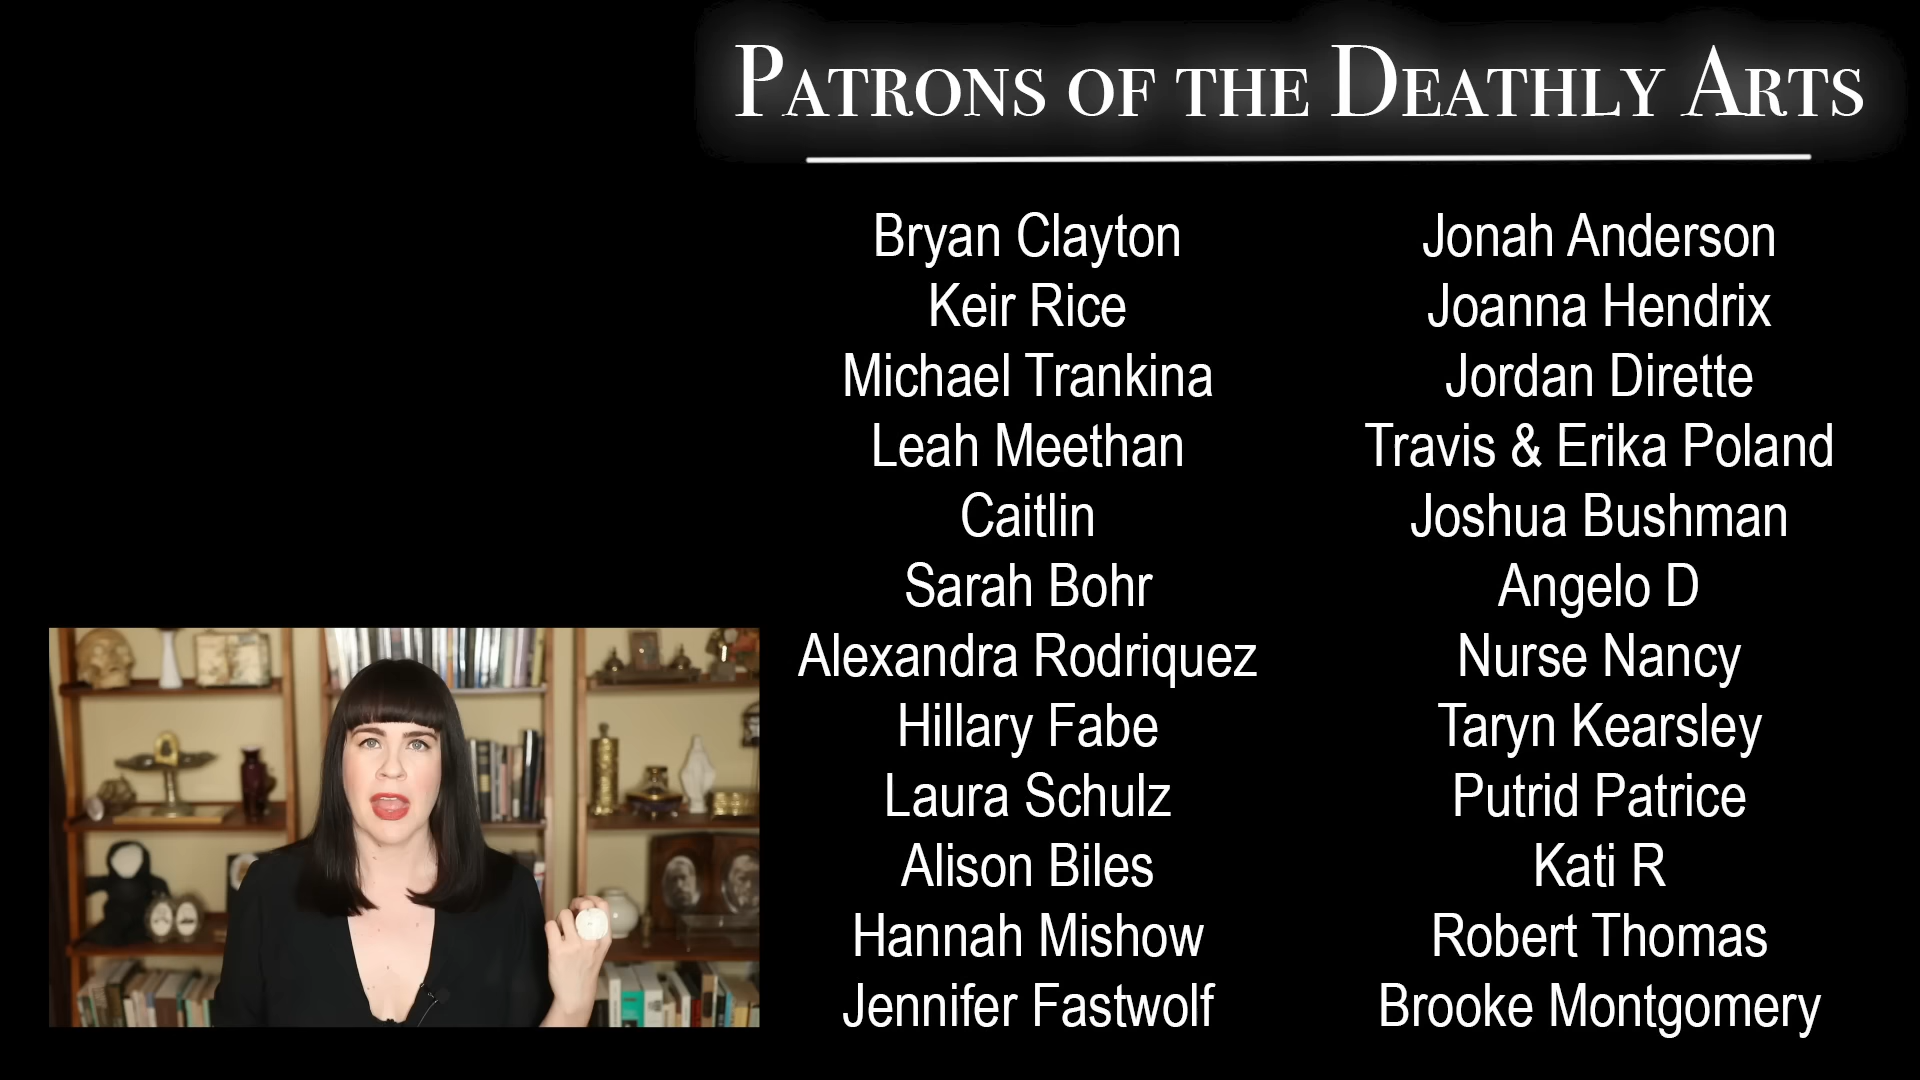 Patrons of the Deathly Arts
Bryan Clayton
Keir Rice
Michael Trankina
Leah Meethan
Caitlin
Sarah Bohr
Alexandra Rodriquez
Hillary Fabe
Laura Schulz
Alison Biles
Hannah Mishow
Jennifer Fastwolf
Jonah Anderson
Joanna Hendrix
Jordan Dirette
Travis & Erika Poland
Joshua Bushman
Angelo D
Nurse Nancy
Taryn Kearsley
Putrid Patrice
Kati R
Robert Thomas
Brooke Montgomery